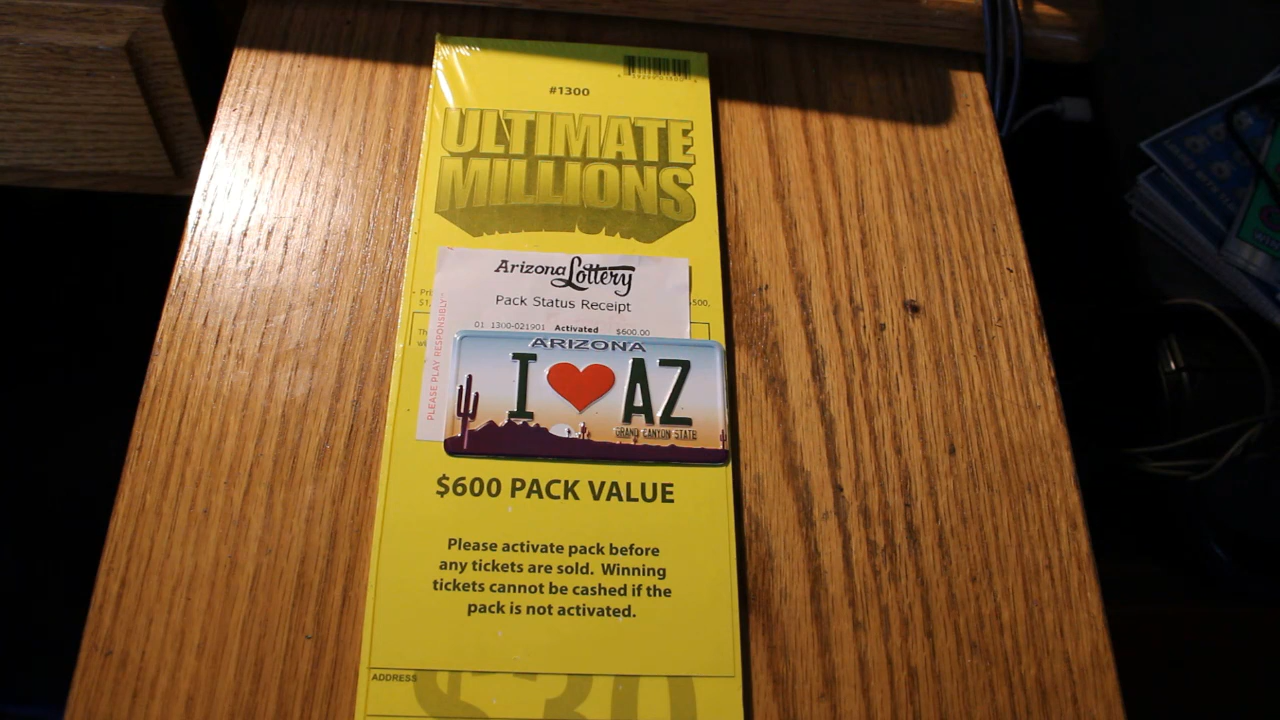 #1300
ULTIMATE
MILLIONS
Arizona Lottery
Pack Status Receipt
01 1300-021901 Activated $600.00
PLEASE PLAY RESPONSIBLY
ARIZONA
I ❤ AZ
GRAND CANYON STATE
$600 PACK VALUE
Please activate pack before
any tickets are sold. Winning
tickets cannot be cashed if the
pack is not activated.
ADDRESS
$30